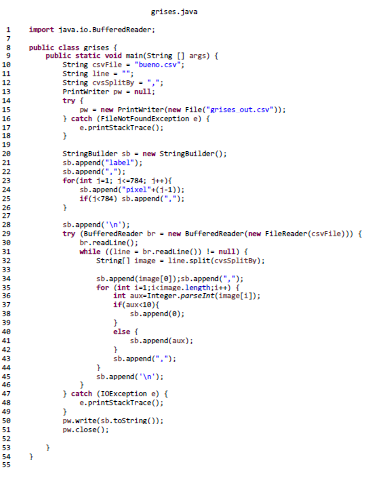 grises.java
1 import java.io.BufferedReader;
7
8 public class grises {
9 public static void main(String [] args) {
10 String csvFile = "bueno.csv";
11 String line = "";
12 String cvsSplitBy = ",";
13 PrintWriter pw = null;
14 try {
15 pw = new PrintWriter(new File("grises_out.csv"));
16 } catch (FileNotFoundException e) {
17 e.printStackTrace();
18 }
19
20 StringBuilder sb = new StringBuilder();
21 sb.append("label");
22 sb.append(",");
23 for(int j=1; j<=784; j++){
24 sb.append("pixel"+(j-1));
25 if(j<784) sb.append(",");
26 }
27
28 sb.append('\n');
29 try (BufferedReader br = new BufferedReader(new FileReader(csvFile))) {
30 br.readLine();
31 while ((line = br.readLine()) != null) {
32 String[] image = line.split(cvsSplitBy);
33
34 sb.append(image[0]);sb.append(",");
35 for (int i=1;i<image.length;i++) {
36 int aux=Integer.parseInt(image[i]);
37 if(aux<10){
38 sb.append(0);
39 }
40 else {
41 sb.append(aux);
42 }
43 sb.append(",");
44 }
45 sb.append('\n');
46 }
47 } catch (IOException e) {
48 e.printStackTrace();
49 }
50 pw.write(sb.toString());
51 pw.close();
52
53 }
54 }
55